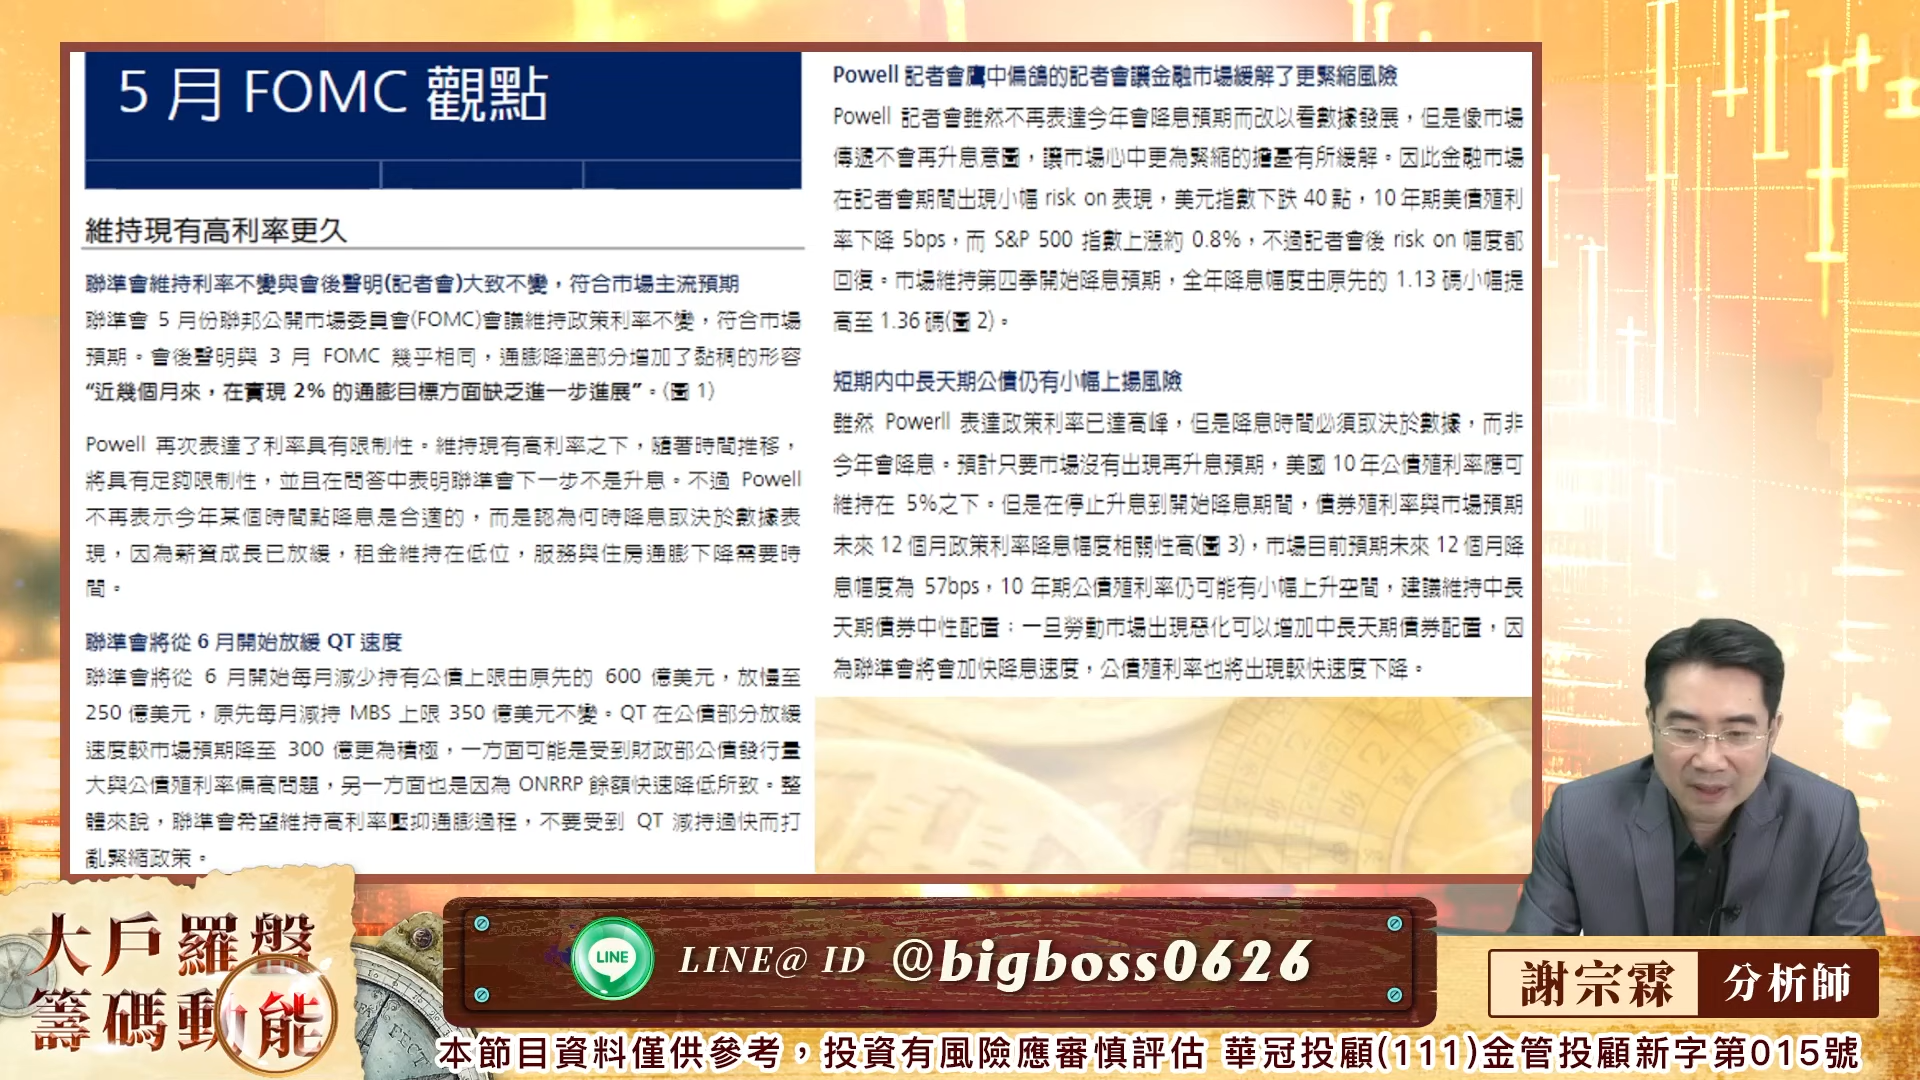 5 月 FOMC 觀點
維持現有高利率更久
聯準會維持利率不變與會後聲明(記者會)大致不變，符合市場主流預期
聯準會 5 月份聯邦公開市場委員會(FOMC)會議維持政策利率不變，符合市場
預期。會後聲明與 3 月 FOMC 幾乎相同，通膨降溫部分增加了黏稠的形容
“近幾個月來，在實現 2% 的通膨目標方面缺乏進一步進展”。(圖 1)
Powell 再次表達了利率具有限制性。維持現有高利率之下，隨著時間推移，
將具有足夠限制性，並且在問答中表明聯準會下一步不是升息。不過 Powell
不再表示今年某個時間點降息是合適的，而是認為何時降息取決於數據表
現，因為薪資成長已放緩，租金維持在低位，服務與住房通膨下降需要時
間。
聯準會將從 6 月開始放緩 QT 速度
聯準會將從 6 月開始每月減少持有公債上限由原先的 600 億美元，放慢至
250 億美元，原先每月減持 MBS 上限 350 億美元不變。QT 在公債部分放緩
速度較市場預期降至 300 億更為積極，一方面可能是受到財政部公債發行量
大與公債殖利率偏高問題，另一方面也是因為 ONRRP 餘額快速降低所致。整
體來說，聯準會希望維持高利率壓抑通膨過程，不要受到 QT 減持過快而打
亂緊縮政策。
Powell 記者會鷹中偏鴿的記者會讓金融市場緩解了更緊縮風險
Powell 記者會雖然不再表達今年會降息預期而改以看數據發展，但是像市場
傳遞不會再升息意圖，讓市場心中更為緊縮的擔憂有所緩解。因此金融市場
在記者會期間出現小幅 risk on 表現，美元指數下跌 40 點，10 年期美債殖利
率下降 5bps，而 S&P 500 指數上漲約 0.8%，不過記者會後 risk on 幅度都
回復。市場維持第四季開始降息預期，全年降息幅度由原先的 1.13 碼小幅提
高至 1.36 碼(圖 2)。
短期內中長天期公債仍有小幅上揚風險
雖然 Powerll 表達政策利率已達高峰，但是降息時間必須取決於數據，而非
今年會降息。預計只要市場沒有出現再升息預期，美國 10 年公債殖利率應可
維持在 5%之下。但是在停止升息到開始降息期間，債券殖利率與市場預期
未來 12 個月政策利率降息幅度相關性高(圖 3)，市場目前預期未來 12 個月降
息幅度為 57bps，10 年期公債殖利率仍可能有小幅上升空間，建議維持中長
天期債券中性配置；一旦勞動市場出現惡化可以增加中長天期債券配置，因
為聯準會將會加快降息速度，公債殖利率也將出現較快速度下降。
大戶羅盤
籌碼動能
LINE
LINE@ ID @bigboss0626
謝宗霖 分析師
本節目資料僅供參考，投資有風險應審慎評估 華冠投顧(111)金管投顧新字第015號